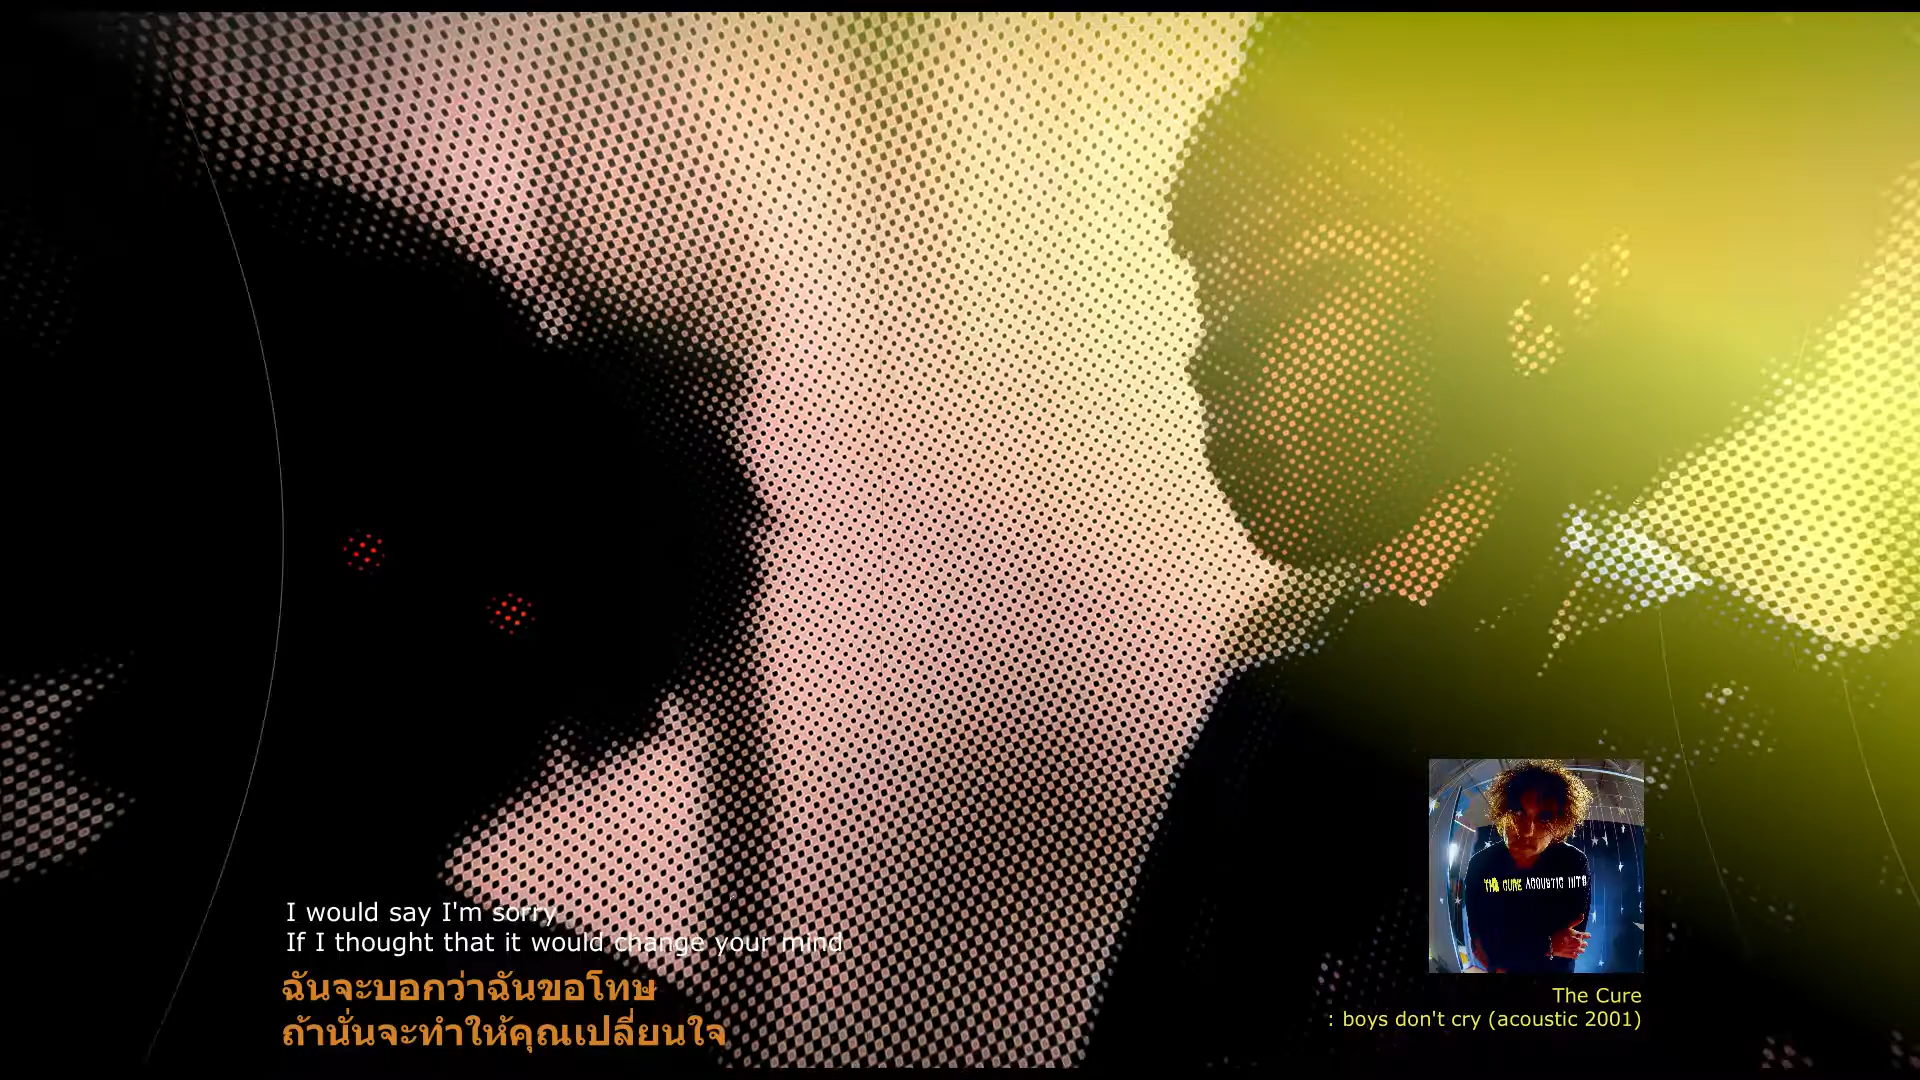 I would say I'm sorry
If I thought that it would change your mind
ฉันจะบอกว่าฉันขอโทษ
ถ้านั่นจะทำให้คุณเปลี่ยนใจ
THE CURE ACOUSTIC HITS
The Cure
: boys don't cry (acoustic 2001)